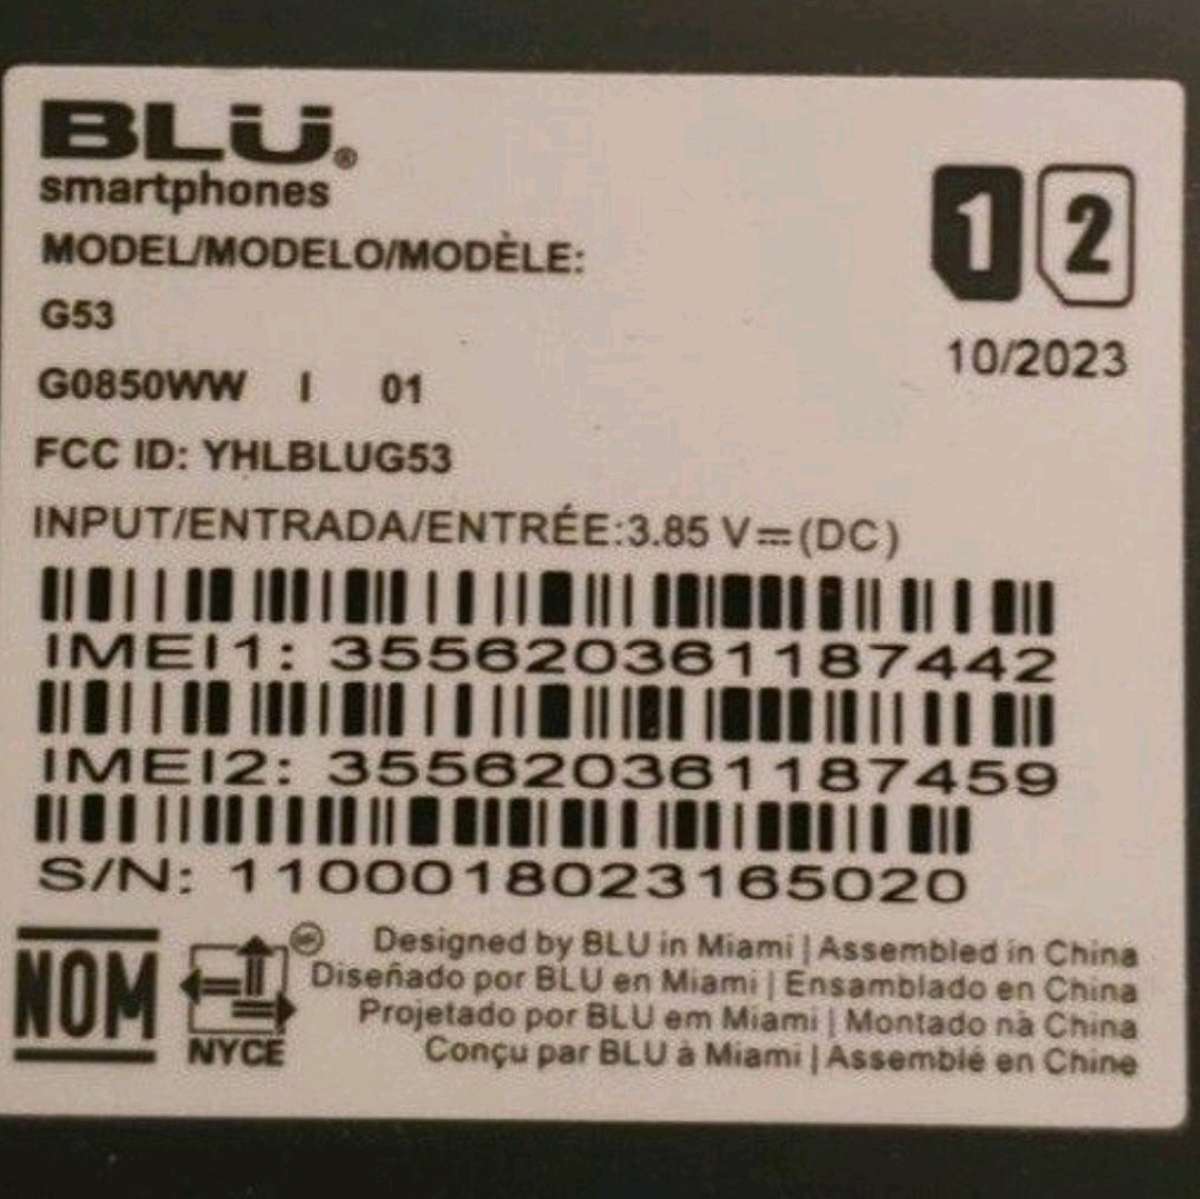 BLU®
smartphones
MODEL/MODELO/MODÈLE:
G53
G0850WW I 01
FCC ID: YHLBLUG53
INPUT/ENTRADA/ENTRÉE:3.85 V⎓(DC)
1 2
10/2023
IMEI1: 355620361187442
IMEI2: 355620361187459
S/N: 1100018023165020
NOM
NYCE
Designed by BLU in Miami | Assembled in China
Diseñado por BLU en Miami | Ensamblado en China
Projetado por BLU em Miami | Montado nà China
Conçu par BLU à Miami | Assemblé en Chine